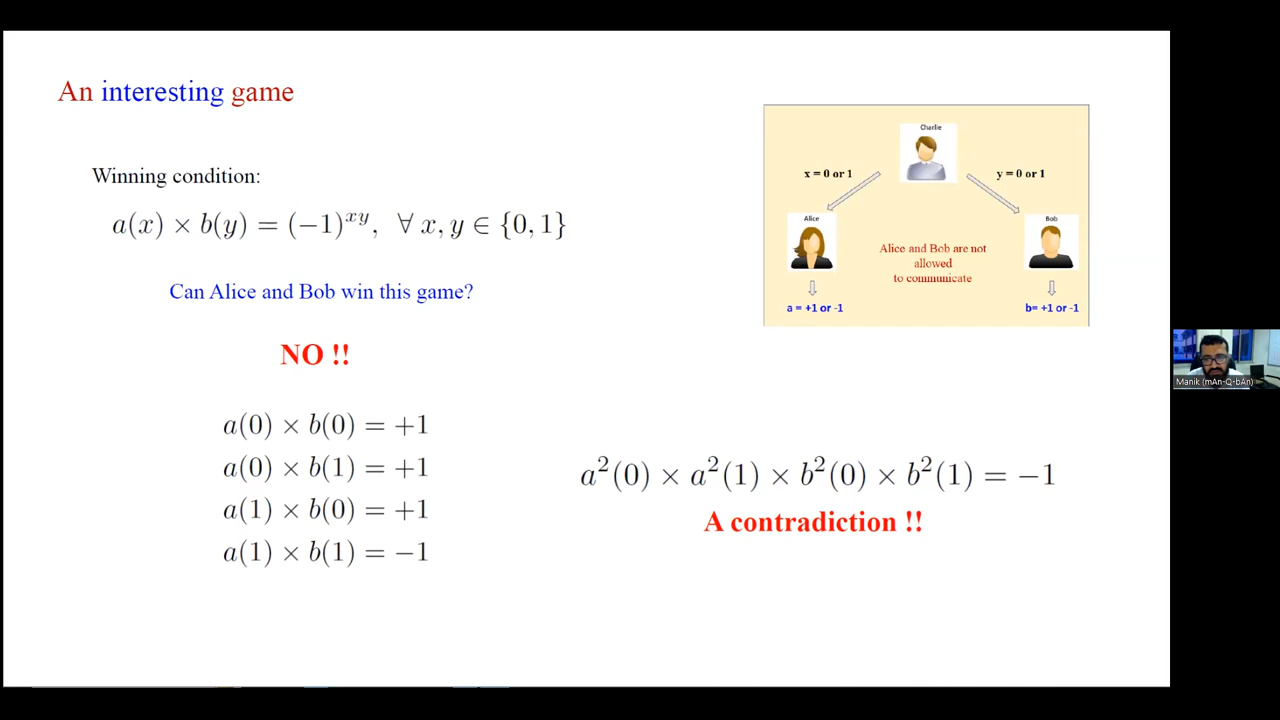 An interesting game
Winning condition:
a(x) × b(y) = (−1)^{xy}, ∀ x, y ∈ {0, 1}
Can Alice and Bob win this game?
NO !!
a(0) × b(0) = +1
a(0) × b(1) = +1
a(1) × b(0) = +1
a(1) × b(1) = −1
Charlie
x = 0 or 1
y = 0 or 1
Alice
Bob
Alice and Bob are not
allowed
to communicate
a = +1 or -1
b= +1 or -1
a²(0) × a²(1) × b²(0) × b²(1) = −1
A contradiction !!
Manik (mAn-Q-bAn)